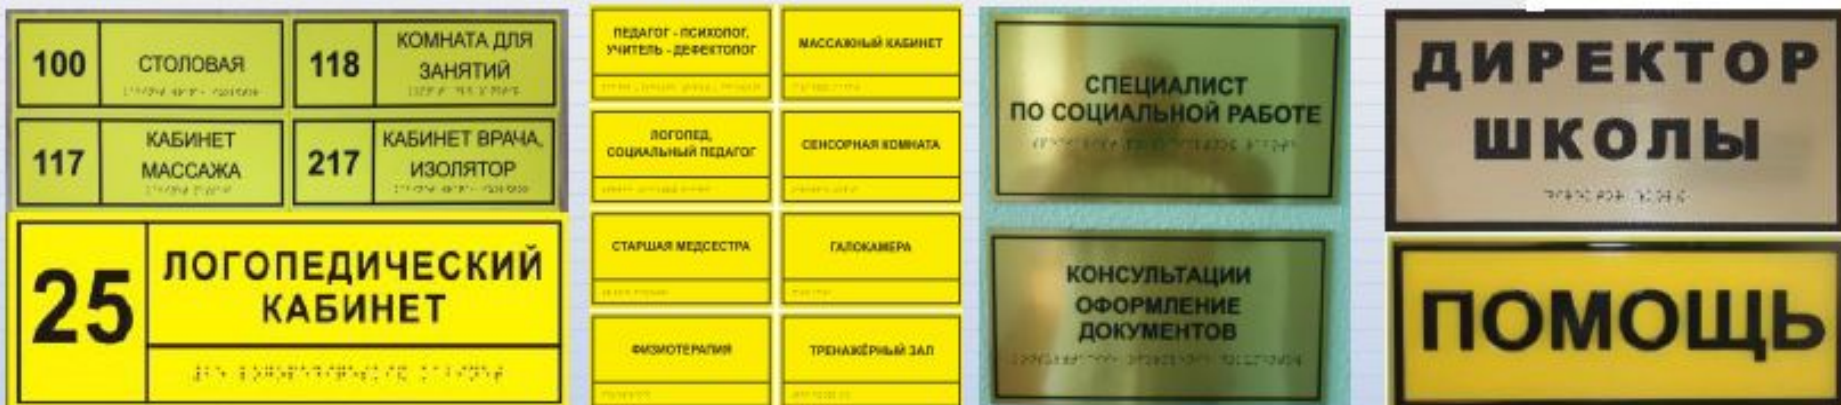 100
СТОЛОВАЯ
118
КОМНАТА ДЛЯ
ЗАНЯТИЙ
117
КАБИНЕТ
МАССАЖА
217
КАБИНЕТ ВРАЧА,
ИЗОЛЯТОР
25
ЛОГОПЕДИЧЕСКИЙ
КАБИНЕТ
ПЕДАГОГ - ПСИХОЛОГ,
УЧИТЕЛЬ - ДЕФЕКТОЛОГ
МАССАЖНЫЙ КАБИНЕТ
ЛОГОПЕД,
СОЦИАЛЬНЫЙ ПЕДАГОГ
СЕНСОРНАЯ КОМНАТА
СТАРШАЯ МЕДСЕСТРА
ГАЛОКАМЕРА
ФИЗИОТЕРАПИЯ
ТРЕНАЖЁРНЫЙ ЗАЛ
СПЕЦИАЛИСТ
ПО СОЦИАЛЬНОЙ РАБОТЕ
КОНСУЛЬТАЦИИ
ОФОРМЛЕНИЕ
ДОКУМЕНТОВ
ДИРЕКТОР
ШКОЛЫ
ПОМОЩЬ